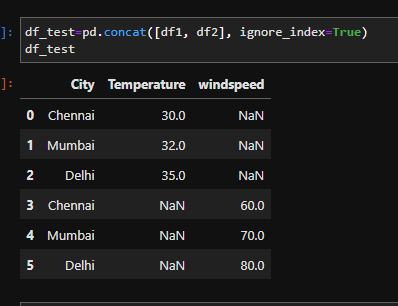 ]: df_test=pd.concat([df1, df2], ignore_index=True)
df_test
]:
City Temperature windspeed
0 Chennai 30.0 NaN
1 Mumbai 32.0 NaN
2 Delhi 35.0 NaN
3 Chennai NaN 60.0
4 Mumbai NaN 70.0
5 Delhi NaN 80.0